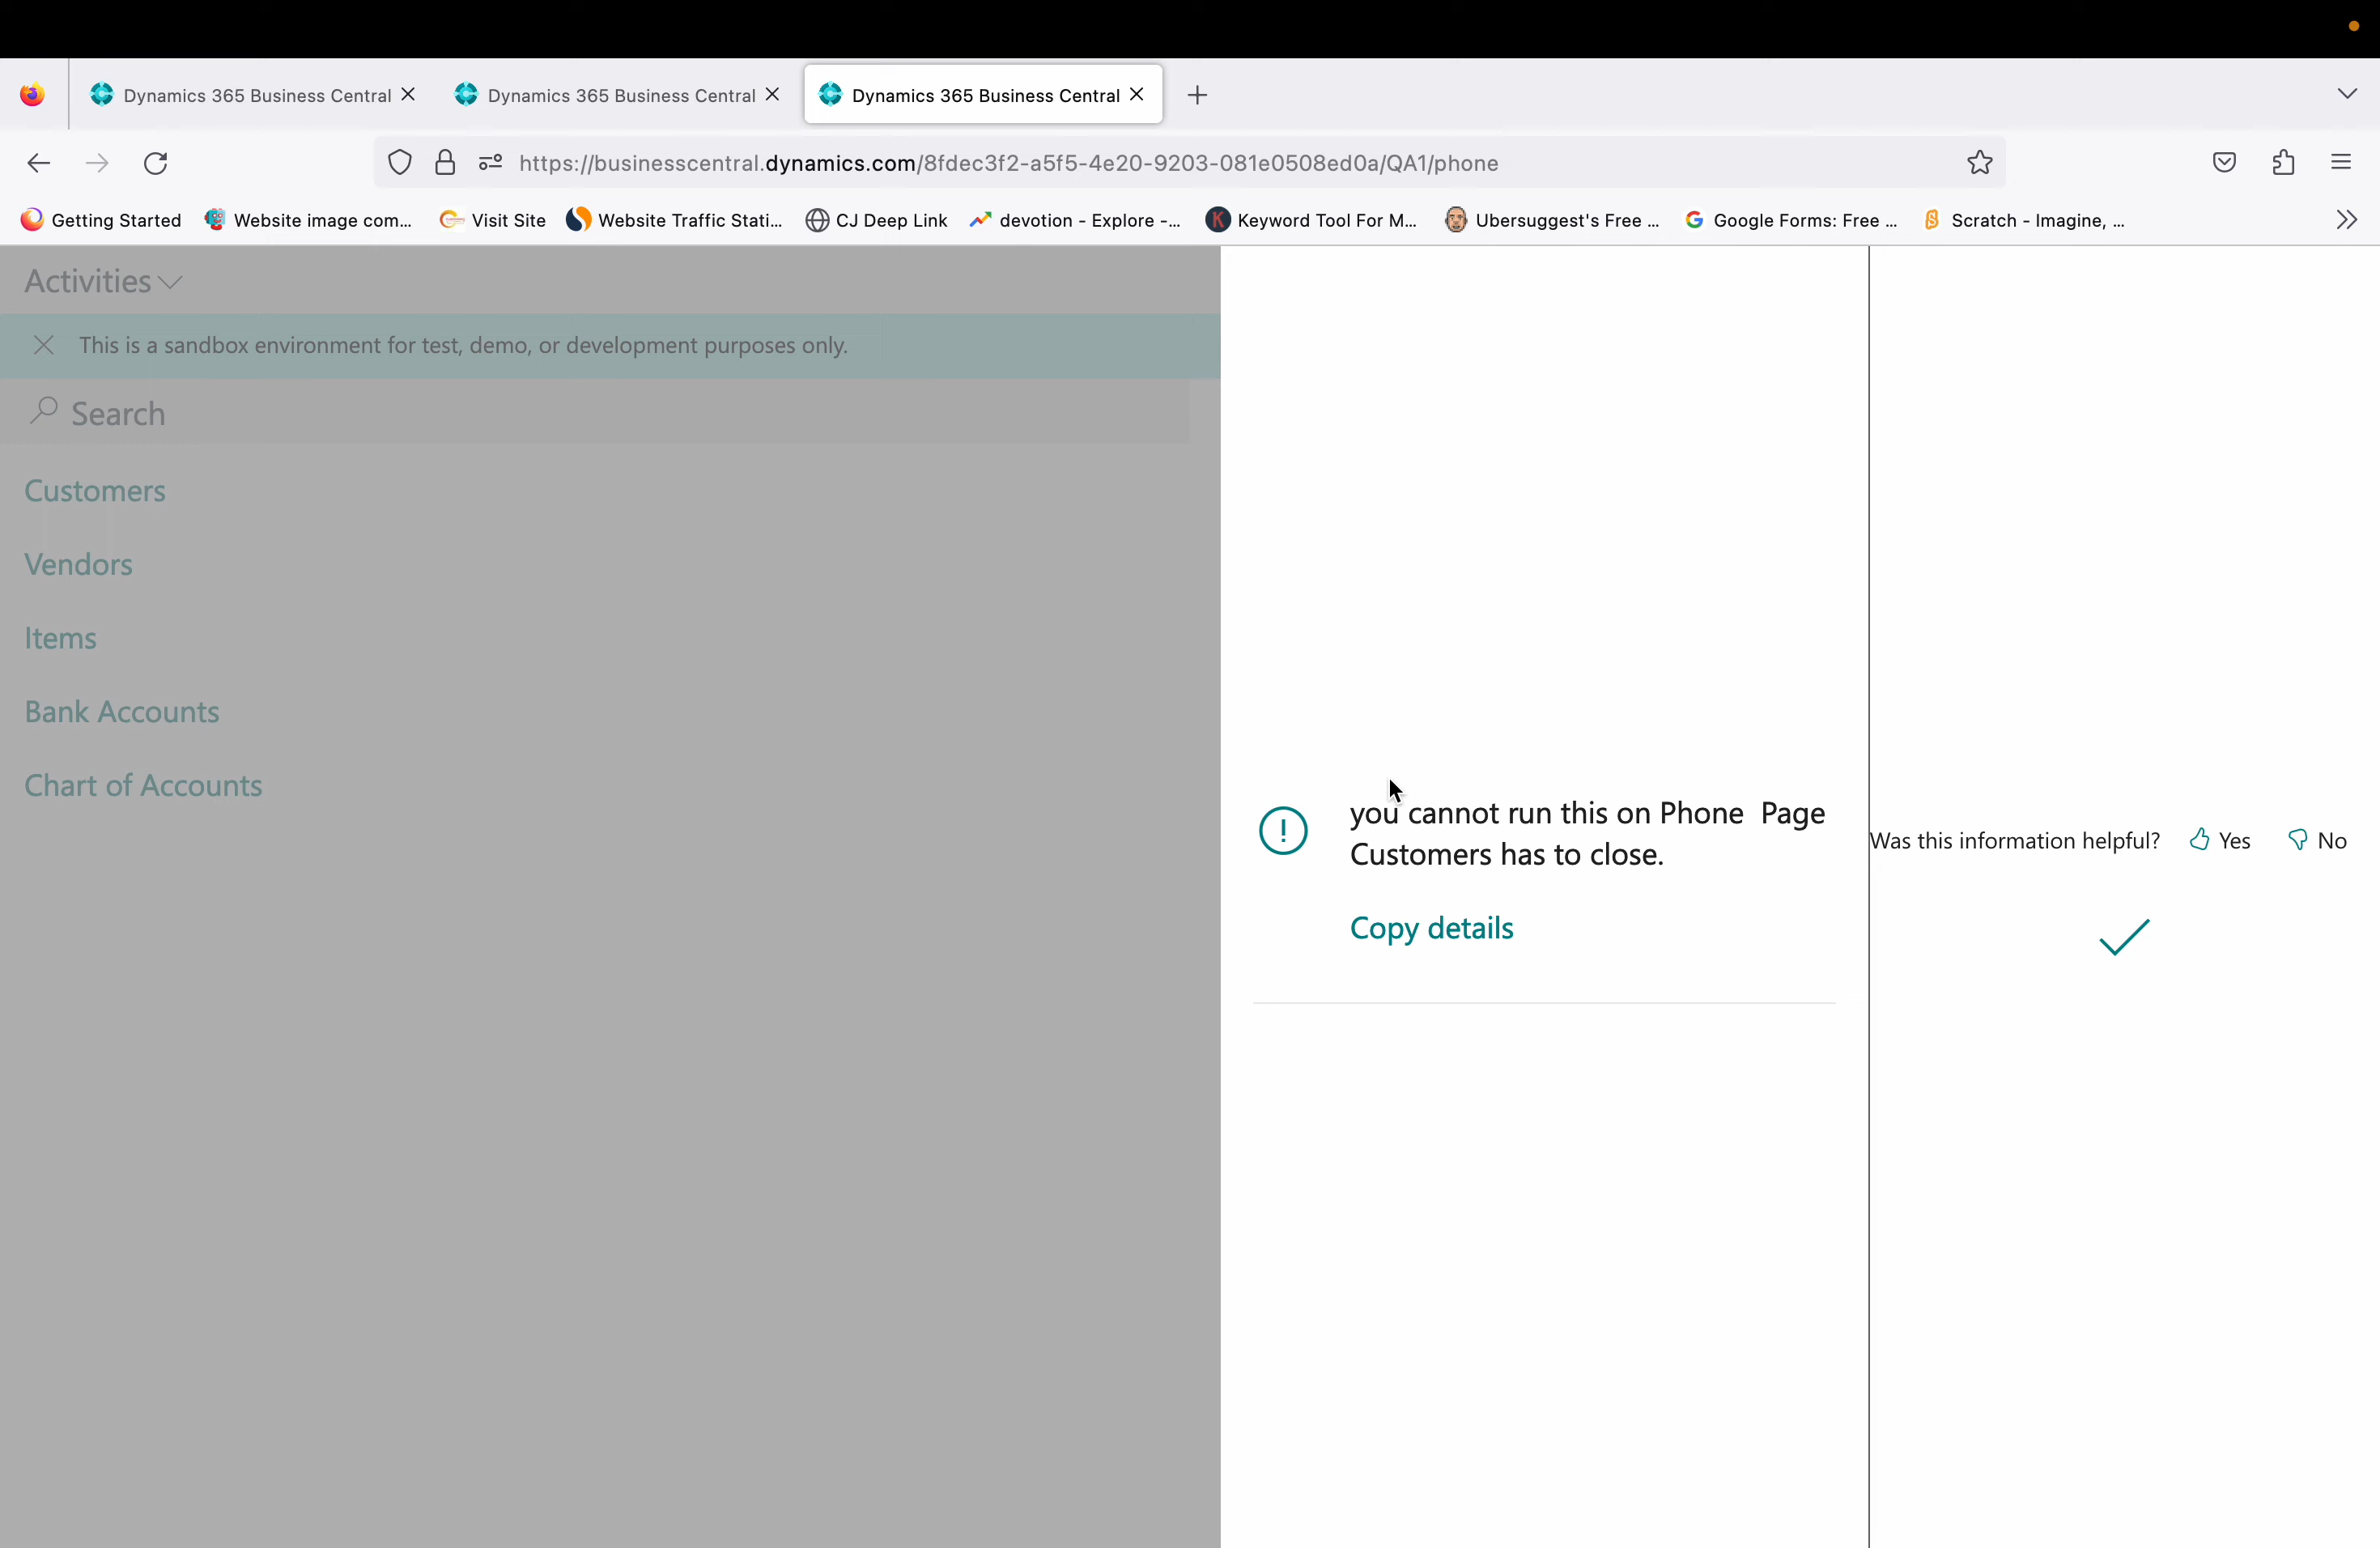 Dynamics 365 Business Central
Dynamics 365 Business Central
Dynamics 365 Business Central
https://businesscentral.dynamics.com/8fdec3f2-a5f5-4e20-9203-081e0508ed0a/QA1/phone
Getting Started
Website image com...
Visit Site
Website Traffic Stati...
CJ Deep Link
devotion - Explore -...
Keyword Tool For M...
Ubersuggest's Free ...
Google Forms: Free ...
Scratch - Imagine, ...
Activities
This is a sandbox environment for test, demo, or development purposes only.
Search
Customers
Vendors
Items
Bank Accounts
Chart of Accounts
you cannot run this on Phone  Page
Customers has to close.
Copy details
Was this information helpful? Yes No